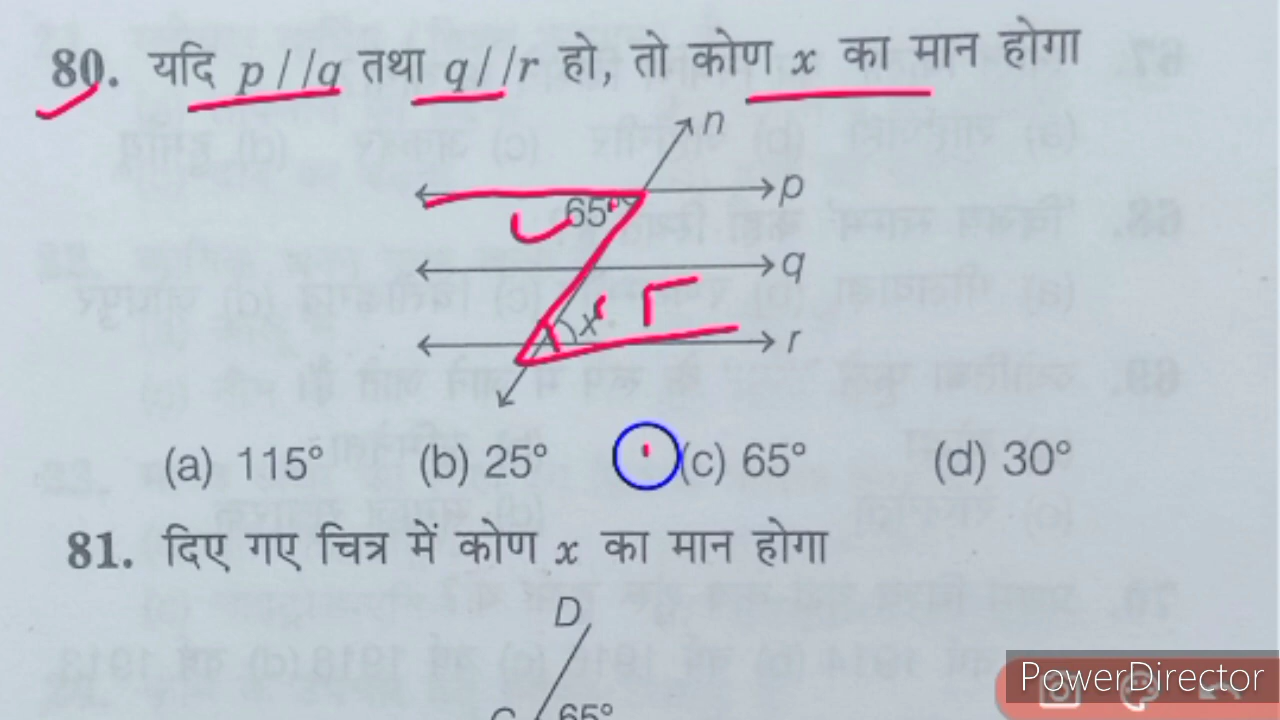 80. यदि p//q तथा q//r हो, तो कोण x का मान होगा
n
65°
p
q
x
r
(a) 115° (b) 25° (c) 65° (d) 30°
81. दिए गए चित्र में कोण x का मान होगा
D
C 65°
PowerDirector